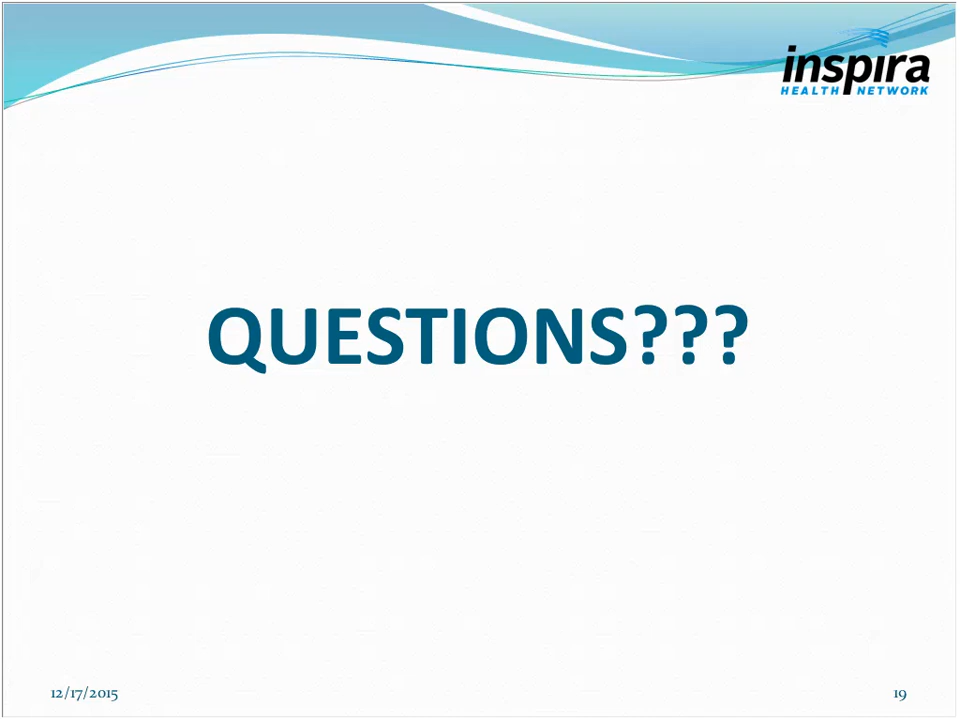 inspira
HEALTH NETWORK
QUESTIONS???
12/17/2015
19